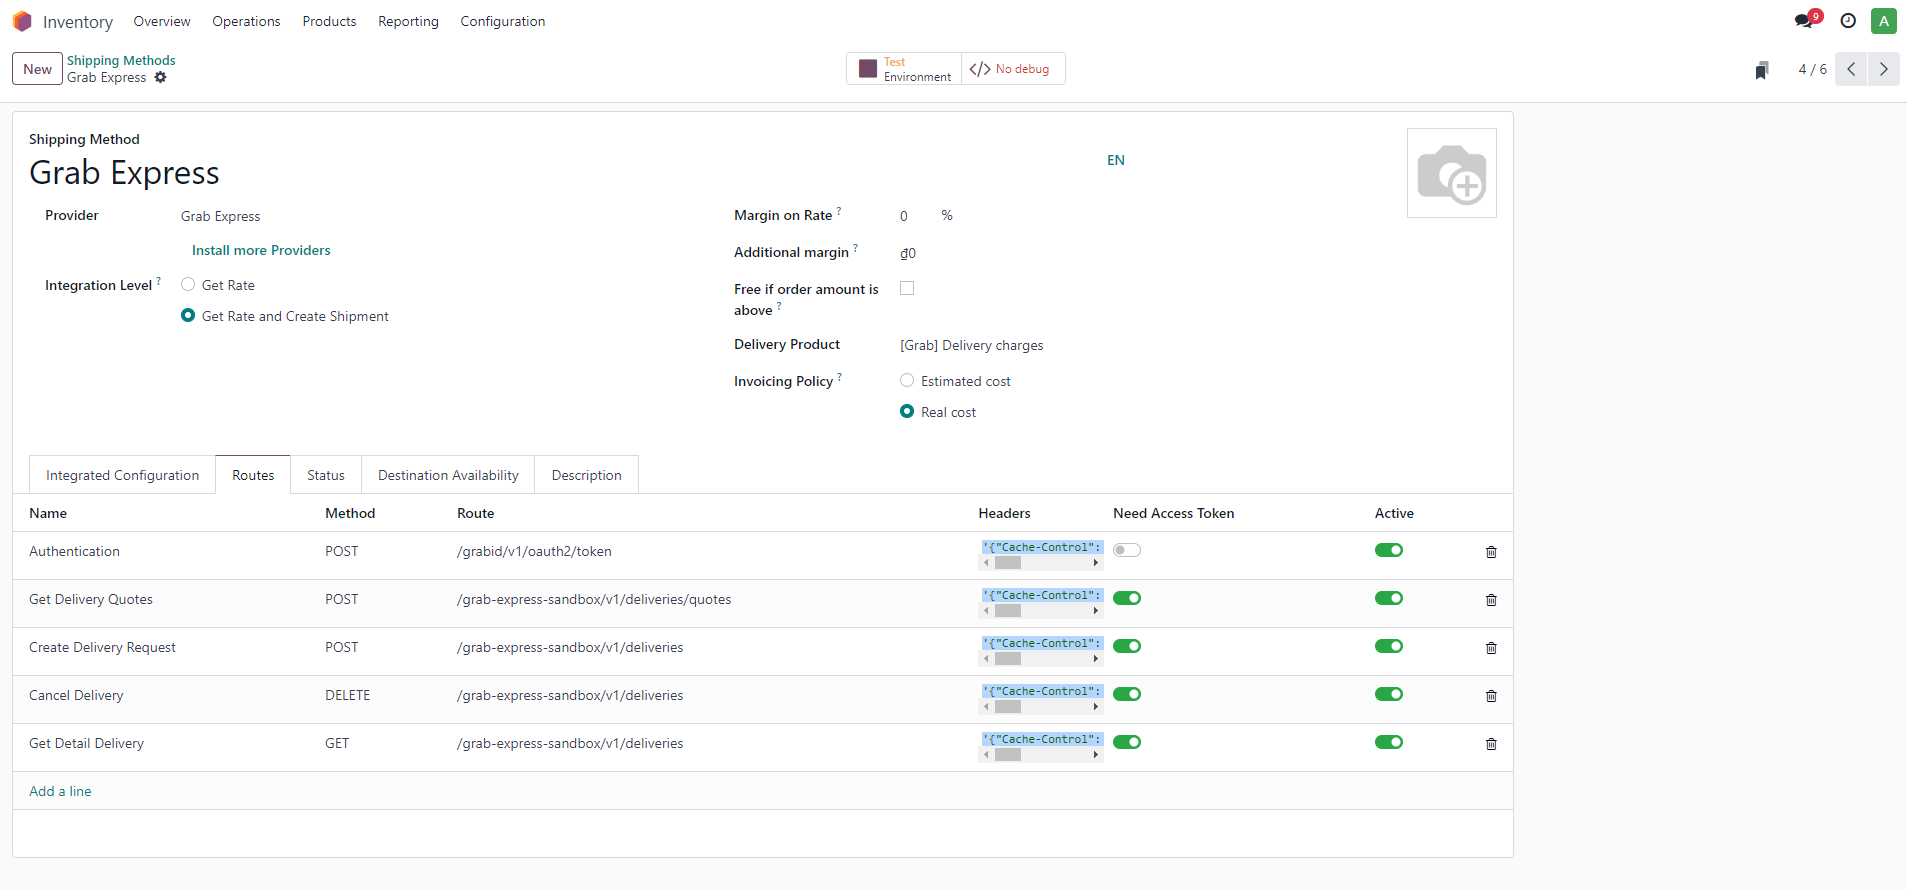 Inventory Overview Operations Products Reporting Configuration 9 A
New Shipping Methods
Grab Express
Test
Environment
No debug
4 / 6
Shipping Method
Grab Express
EN
Provider Grab Express
Install more Providers
Integration Level ? Get Rate
Get Rate and Create Shipment
Margin on Rate ? 0 %
Additional margin ? ₫0
Free if order amount is
above ?
Delivery Product [Grab] Delivery charges
Invoicing Policy ? Estimated cost
Real cost
Integrated Configuration Routes Status Destination Availability Description
Name Method Route Headers Need Access Token Active
Authentication POST /grabid/v1/oauth2/token '{"Cache-Control":
Get Delivery Quotes POST /grab-express-sandbox/v1/deliveries/quotes '{"Cache-Control":
Create Delivery Request POST /grab-express-sandbox/v1/deliveries '{"Cache-Control":
Cancel Delivery DELETE /grab-express-sandbox/v1/deliveries '{"Cache-Control":
Get Detail Delivery GET /grab-express-sandbox/v1/deliveries '{"Cache-Control":
Add a line